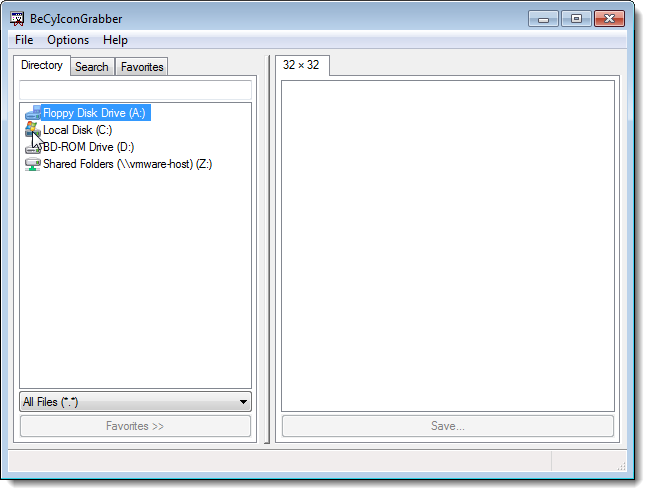 BeCyIconGrabber
File Options Help
Directory Search Favorites
32 × 32
Floppy Disk Drive (A:)
Local Disk (C:)
BD-ROM Drive (D:)
Shared Folders (\\vmware-host) (Z:)
All Files (*.*)
Favorites >>
Save...